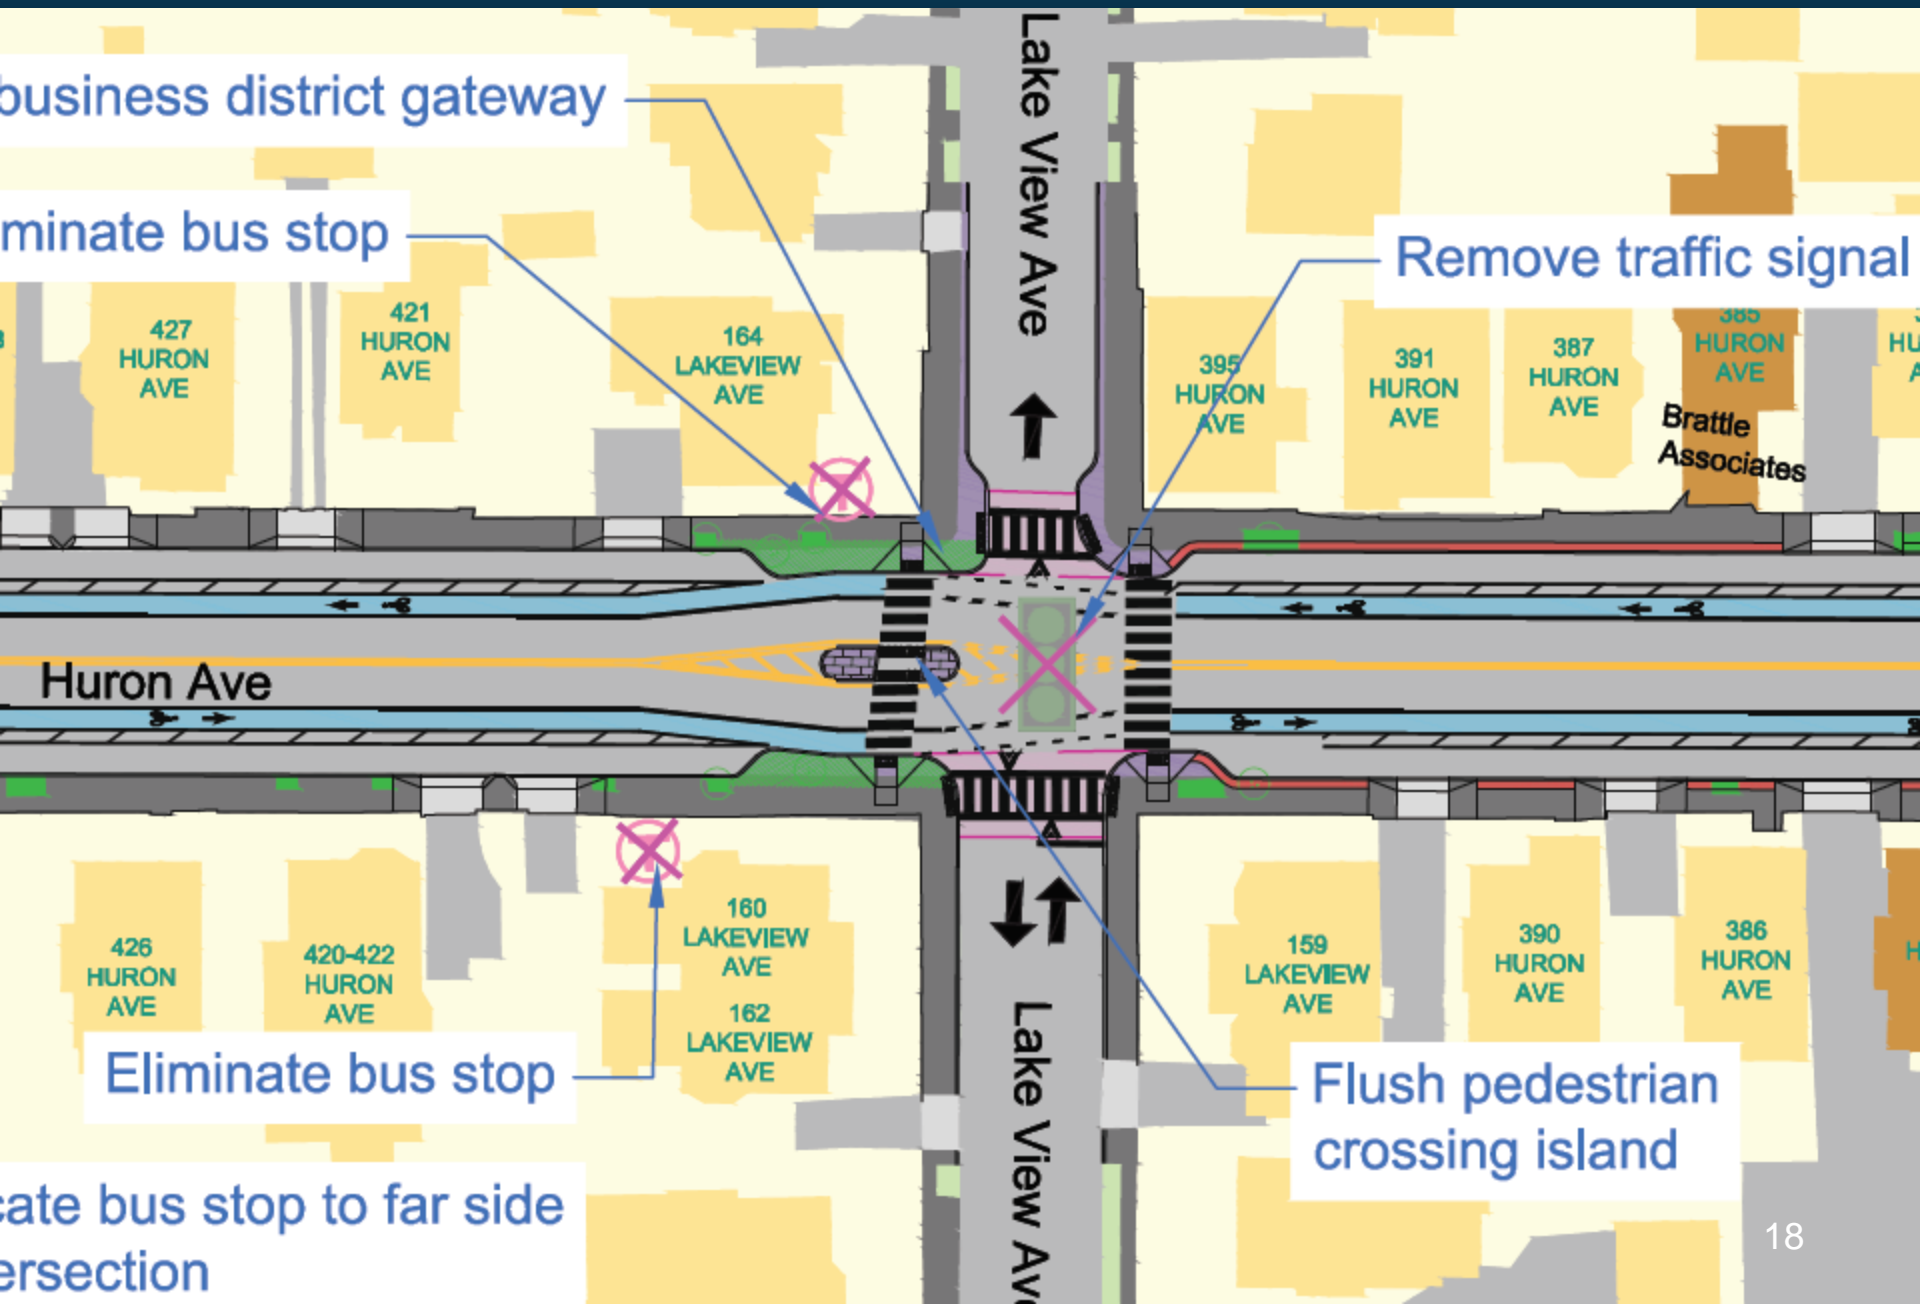 business district gateway
minate bus stop
Remove traffic signal
Lake View Ave
Lake View Ave
427
HURON
AVE
421
HURON
AVE
164
LAKEVIEW
AVE
395
HURON
AVE
391
HURON
AVE
387
HURON
AVE
385
HURON
AVE
HU
Brattle
Associates
Huron Ave
426
HURON
AVE
420-422
HURON
AVE
160
LAKEVIEW
AVE
162
LAKEVIEW
AVE
159
LAKEVIEW
AVE
390
HURON
AVE
386
HURON
AVE
H
Eliminate bus stop
Flush pedestrian
crossing island
Lake View Ave
cate bus stop to far side
ersection
18